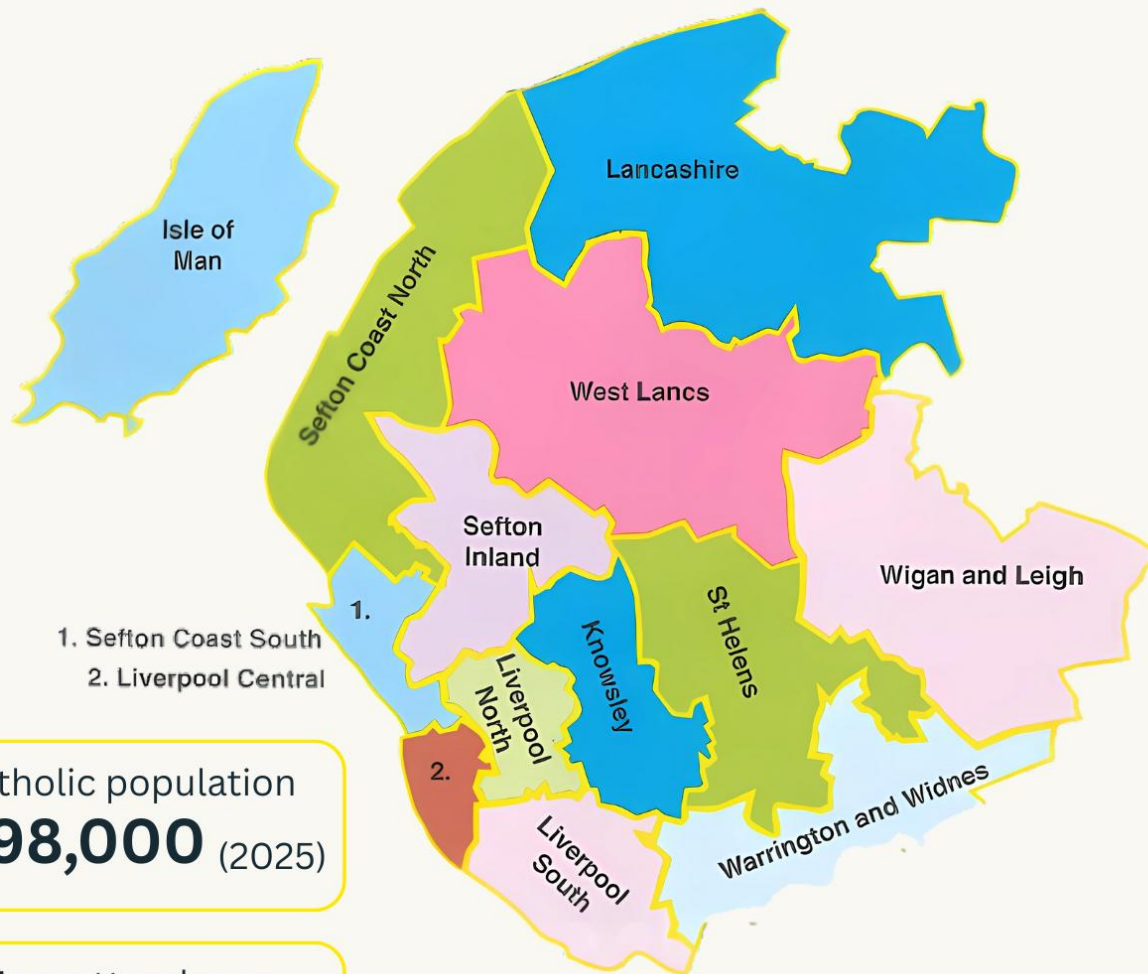 Lancashire
Isle of
Man
Sefton Coast North
West Lancs
Sefton
Inland
Wigan and Leigh
1.
St Helens
Knowsley
1. Sefton Coast South
2. Liverpool Central
Liverpool
North
2.
Warrington and Widnes
Liverpool
South
tholic population
98,000 (2025)